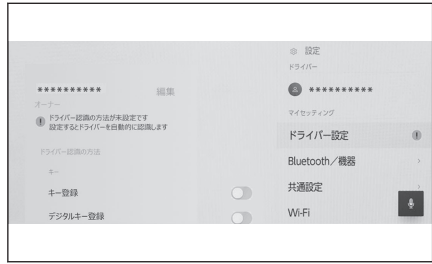 **********
編集
オーナー
ドライバー認識の方法が未設定です
設定するとドライバーを自動的に認識します
ドライバー認識の方法
キー
キー登録
デジタルキー登録
設定
ドライバー
**********
マイセッティング
ドライバー設定
Bluetooth／機器
共通設定
Wi-Fi